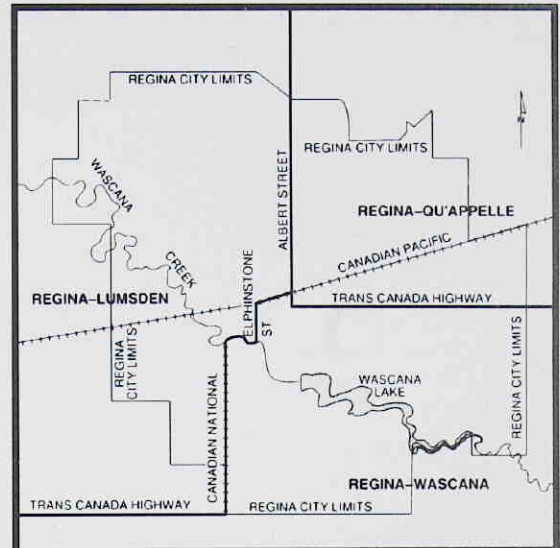 REGINA CITY LIMITS
REGINA CITY LIMITS
WASCANA
CREEK
ALBERT STREET
REGINA-QU'APPELLE
CANADIAN PACIFIC
REGINA-LUMSDEN
ELPHINSTONE
ST
TRANS CANADA HIGHWAY
REGINA
CITY LIMITS
CANADIAN NATIONAL
WASCANA
LAKE
REGINA CITY LIMITS
REGINA-WASCANA
TRANS CANADA HIGHWAY
REGINA CITY LIMITS
N